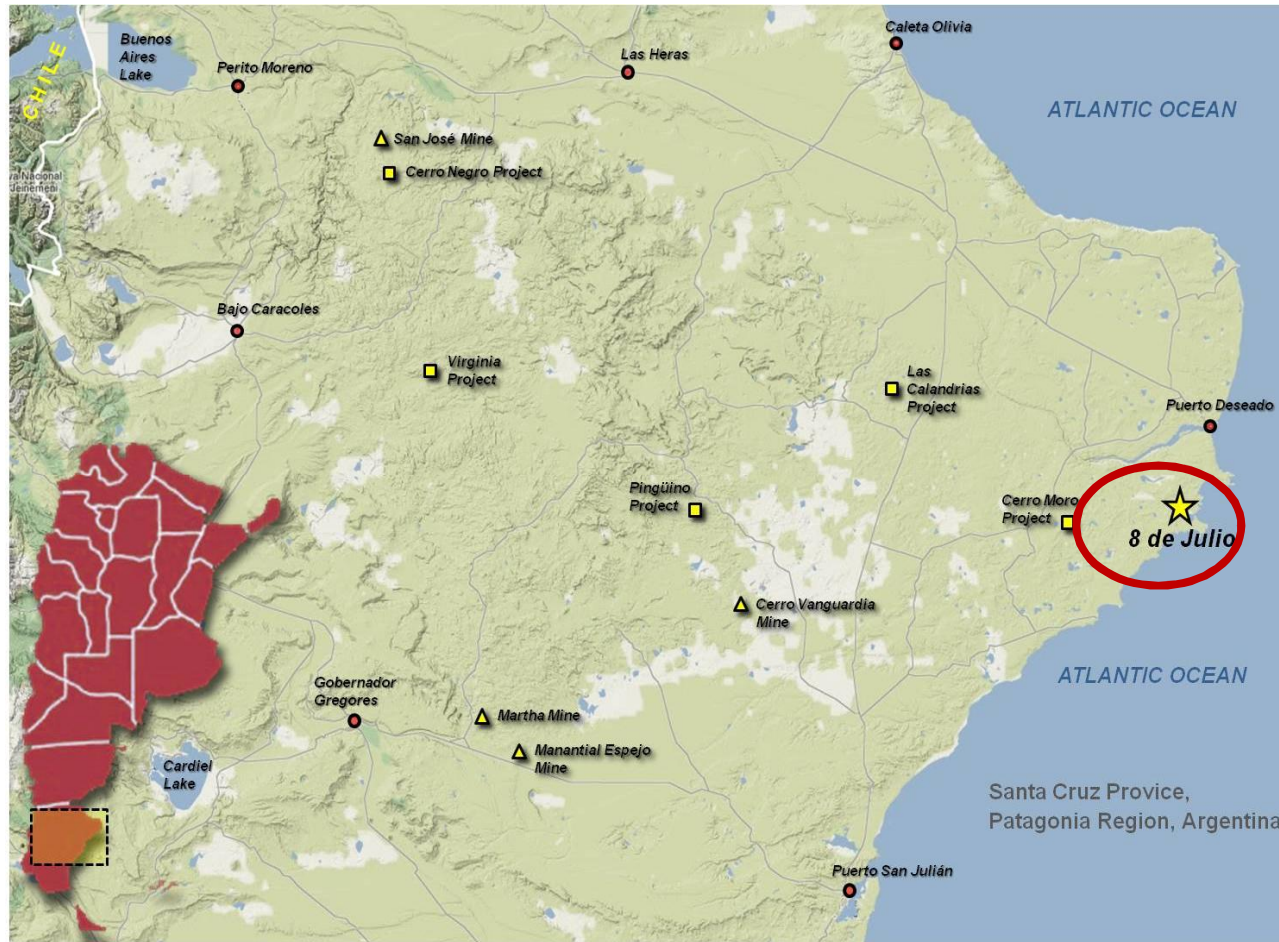 Buenos
Aires
Lake
CHILE
Perito Moreno
Las Heras
Caleta Olivia
ATLANTIC OCEAN
San José Mine
Cerro Negro Project
va Nacional
Jeinemeni
Bajo Caracoles
Virginia
Project
Las
Calandrias
Project
Puerto Deseado
Pingüino
Project
Cerro Moro
Project
8 de Julio
Cerro Vanguardia
Mine
ATLANTIC OCEAN
Gobernador
Gregores
Martha Mine
Manantial Espejo
Mine
Cardiel
Lake
Santa Cruz Provice,
Patagonia Region, Argentina
Puerto San Julián